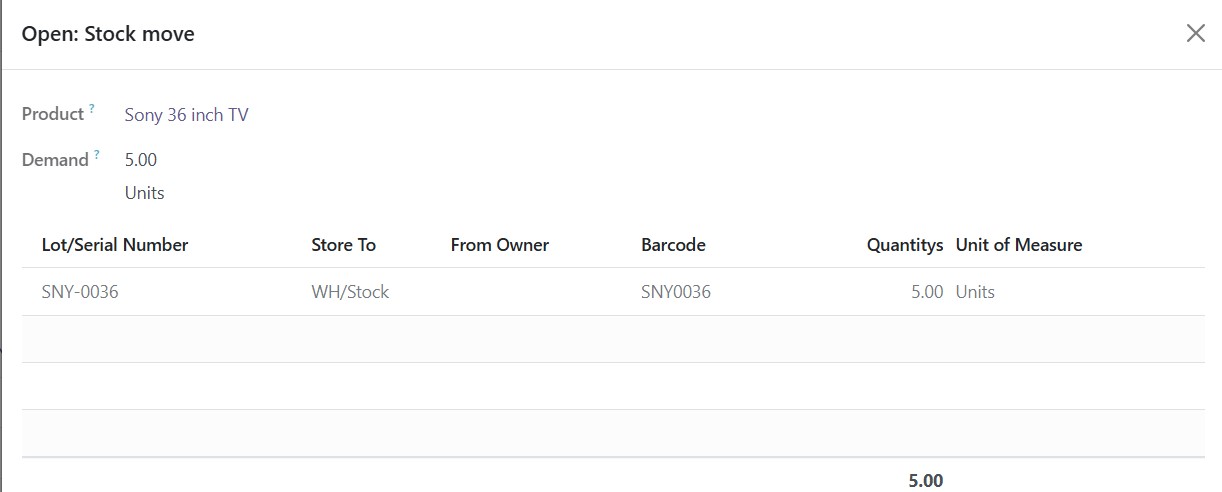 Open: Stock move
Product ? Sony 36 inch TV
Demand ? 5.00
Units
Lot/Serial Number Store To From Owner Barcode Quantitys Unit of Measure
SNY-0036 WH/Stock SNY0036 5.00 Units
5.00